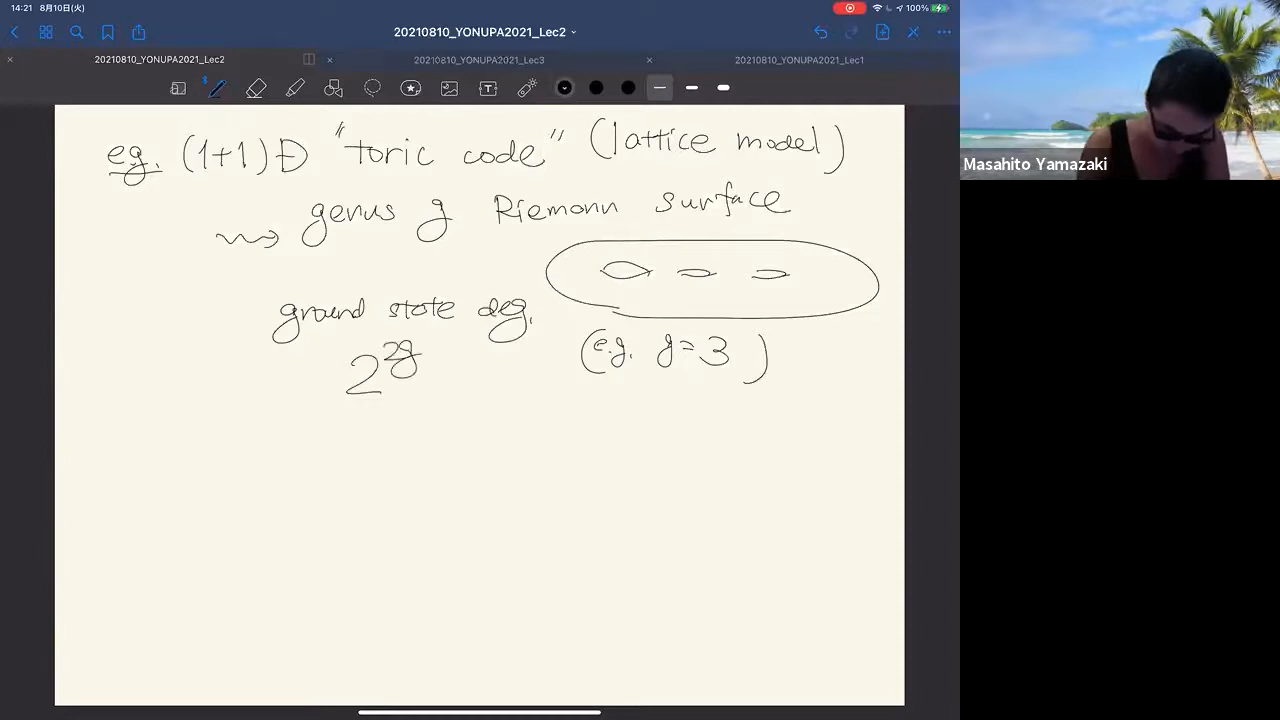 14:21 8月10日(火)
100%
20210810_YONUPA2021_Lec2
20210810_YONUPA2021_Lec2
20210810_YONUPA2021_Lec3
20210810_YONUPA2021_Lec1
Masahito Yamazaki
e.g. (1+1)D "toric code" (lattice model)
genus g Riemann surface
ground state deg.
2^{2g}
(e.g. g=3)